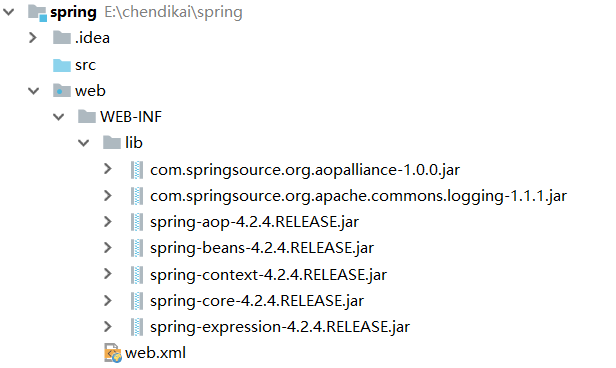 spring E:\chendikai\spring
.idea
src
web
WEB-INF
lib
com.springsource.org.aopalliance-1.0.0.jar
com.springsource.org.apache.commons.logging-1.1.1.jar
spring-aop-4.2.4.RELEASE.jar
spring-beans-4.2.4.RELEASE.jar
spring-context-4.2.4.RELEASE.jar
spring-core-4.2.4.RELEASE.jar
spring-expression-4.2.4.RELEASE.jar
web.xml